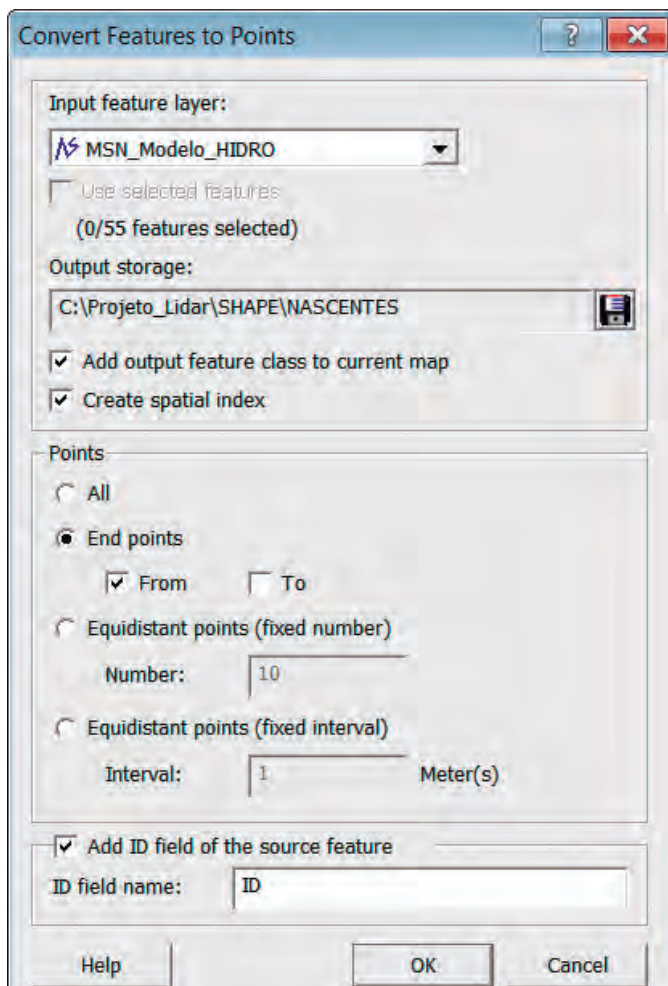 Convert Features to Points
?
Input feature layer:
MSN_Modelo_HIDRO
Use selected features
(0/55 features selected)
Output storage:
C:\Projeto_Lidar\SHAPE\NASCENTES
Add output feature class to current map
Create spatial index
Points
All
End points
From To
Equidistant points (fixed number)
Number: 10
Equidistant points (fixed interval)
Interval: 1 Meter(s)
Add ID field of the source feature
ID field name: ID
Help OK Cancel